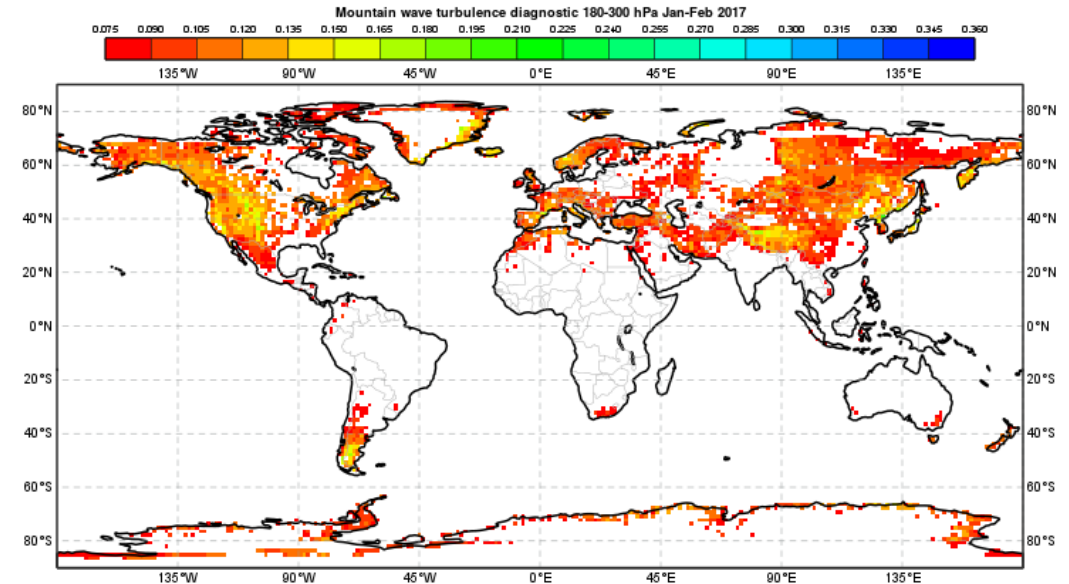 Mountain wave turbulence diagnostic 180-300 hPa Jan-Feb 2017
0.075 0.090 0.105 0.120 0.135 0.150 0.165 0.180 0.195 0.210 0.225 0.240 0.255 0.270 0.285 0.300 0.315 0.330 0.345 0.360
135°W 90°W 45°W 0°E 45°E 90°E 135°E
80°N 80°N
60°N 60°N
40°N 40°N
20°N 20°N
0°N 0°N
20°S 20°S
40°S 40°S
60°S 60°S
80°S 80°S
135°W 90°W 45°W 0°E 45°E 90°E 135°E